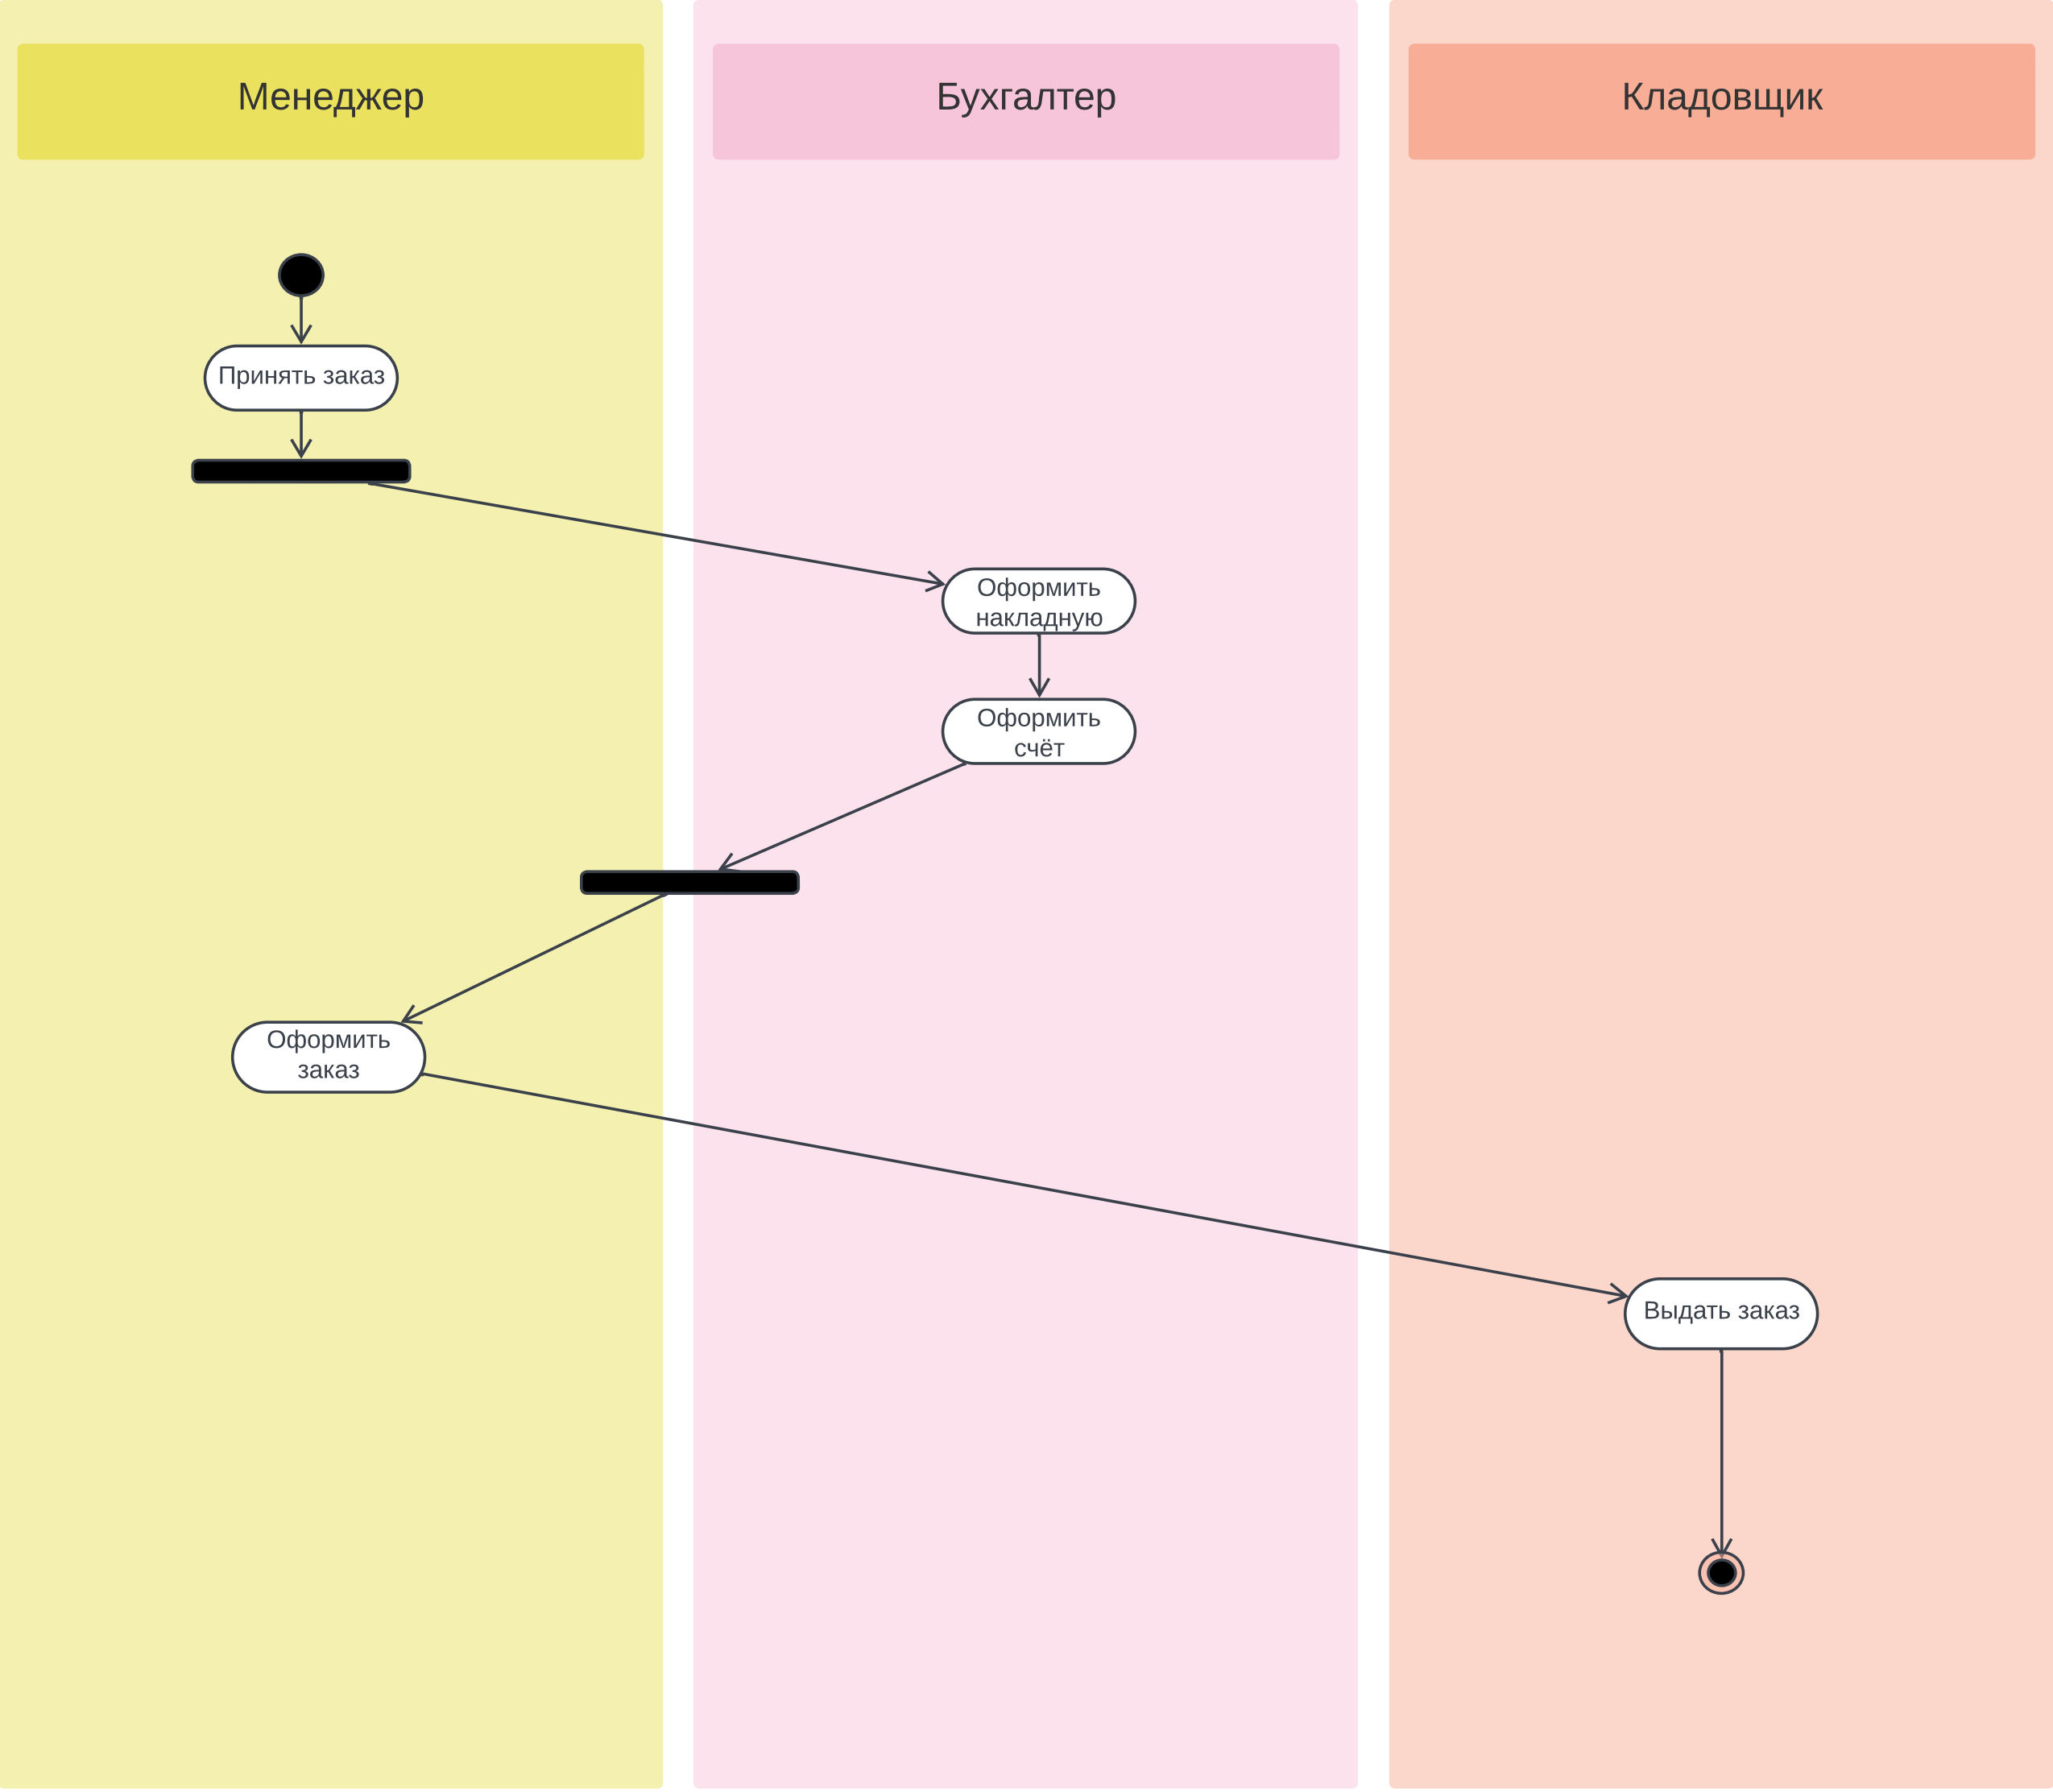 Менеджер
Бухгалтер
Кладовщик
Принять заказ
Оформить
накладную
Оформить
счёт
Оформить
заказ
Выдать заказ